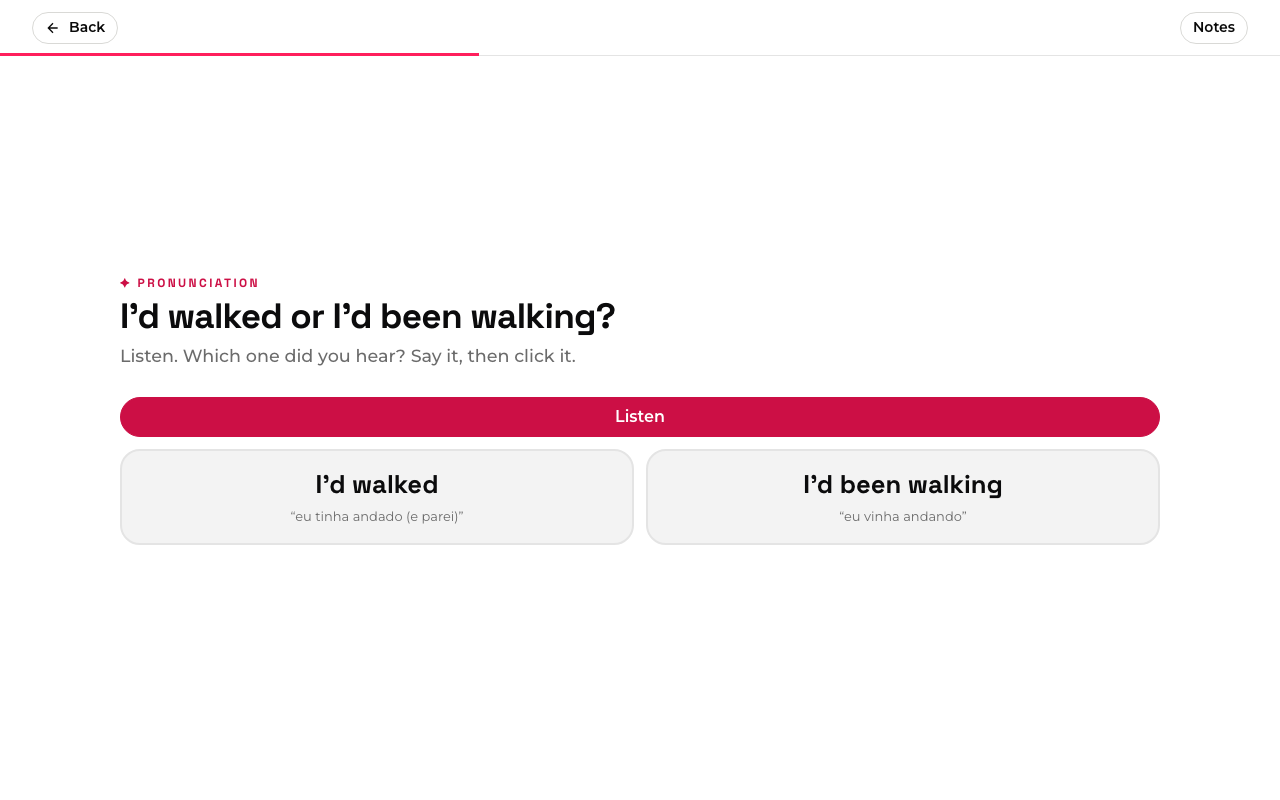 Back
Notes
PRONUNCIATION
I’d walked or I’d been walking?
Listen. Which one did you hear? Say it, then click it.
Listen
I’d walked
“eu tinha andado (e parei)”
I’d been walking
“eu vinha andando”